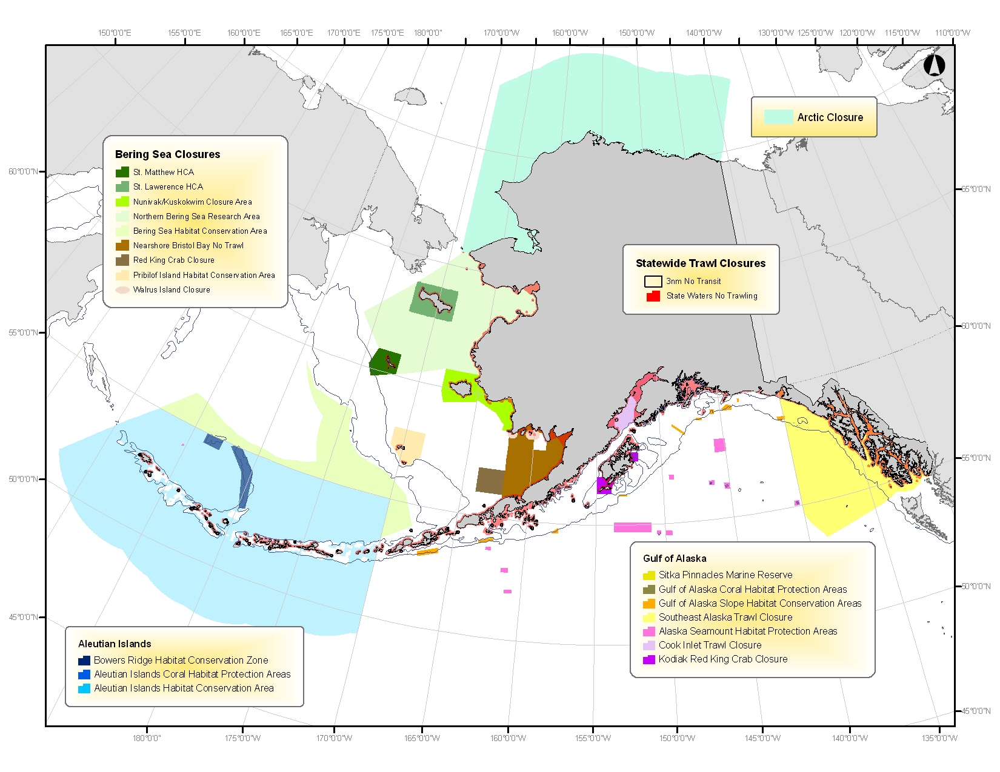 150°0'0"E 155°0'0"E 160°0'0"E 165°0'0"E 170°0'0"E 175°0'0"E 180°0'0" 170°0'0"W 160°0'0"W 150°0'0"W 140°0'0"W 130°0'0"W 125°0'0"W 120°0'0"W 115°0'0"W 110°0'0"W
Arctic Closure
Bering Sea Closures
St. Matthew HCA
St. Lawerence HCA
Nunivak/Kuskokwim Closure Area
Northern Bering Sea Research Area
Bering Sea Habitat Conservation Area
Nearshore Bristol Bay No Trawl
Red King Crab Closure
Pribilof Island Habitat Conservation Area
Walrus Island Closure
60°0'0"N
55°0'0"N
50°0'0"N
45°0'0"N
Statewide Trawl Closures
3nm No Transit
State Waters No Trawling
65°0'0"N
60°0'0"N
55°0'0"N
50°0'0"N
45°0'0"N
Gulf of Alaska
Sitka Pinnacles Marine Reserve
Gulf of Alaska Coral Habitat Protection Areas
Gulf of Alaska Slope Habitat Conservation Areas
Southeast Alaska Trawl Closure
Alaska Seamount Habitat Protection Areas
Cook Inlet Trawl Closure
Kodiak Red King Crab Closure
Aleutian Islands
Bowers Ridge Habitat Conservation Zone
Aleutian Islands Coral Habitat Protection Areas
Aleutian Islands Habitat Conservation Area
180°0'0" 175°0'0"W 170°0'0"W 165°0'0"W 160°0'0"W 155°0'0"W 150°0'0"W 145°0'0"W 140°0'0"W 135°0'0"W